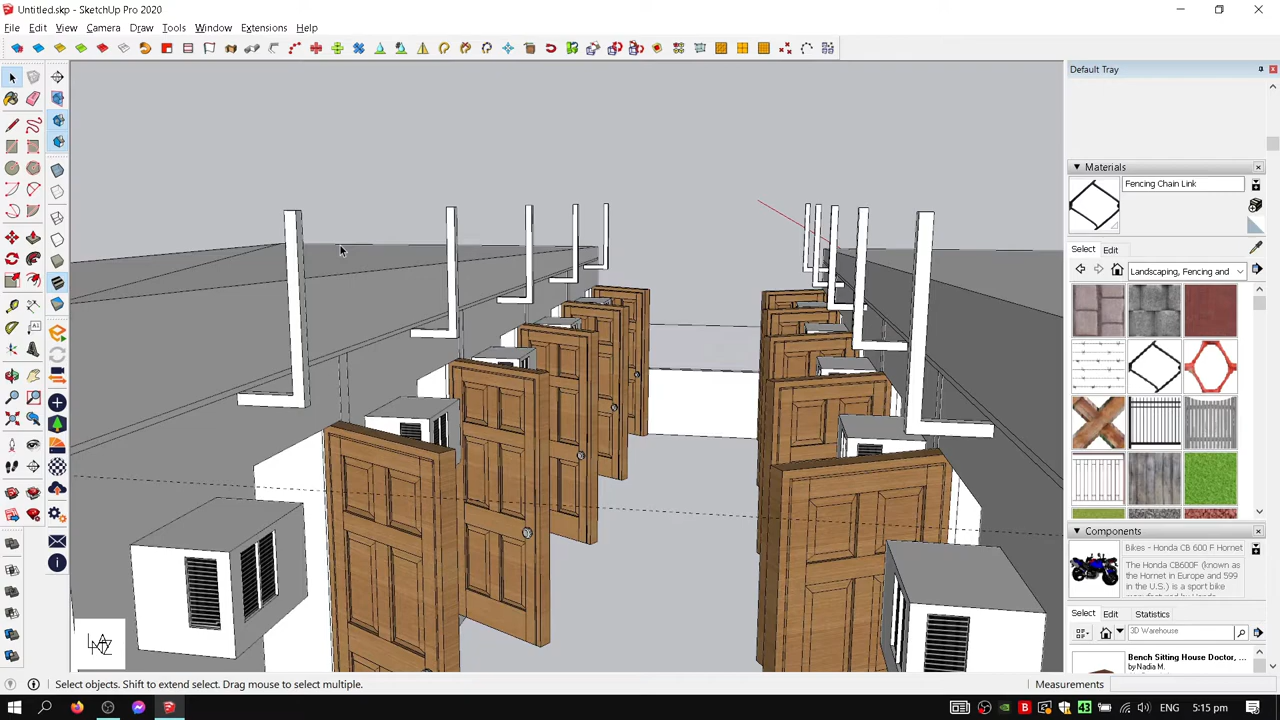 Untitled.skp - SketchUp Pro 2020
File Edit View Camera Draw Tools Window Extensions Help
Default Tray
Materials
Fencing Chain Link
Select Edit
Landscaping, Fencing and
Components
Bikes - Honda CB 600 F Hornet
The Honda CB600F (known as
the Hornet in Europe and 599
in the U.S.) is a sport bike
Select Edit Statistics
3D Warehouse
Bench Sitting House Doctor, ...
by Nadia M.
Select objects. Shift to extend select. Drag mouse to select multiple.
Measurements
43 ENG 5:15 pm